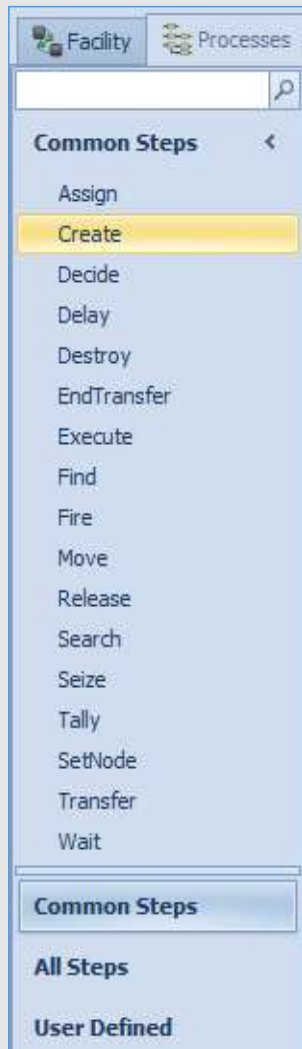 Facility Processes
Common Steps
Assign
Create
Decide
Delay
Destroy
EndTransfer
Execute
Find
Fire
Move
Release
Search
Seize
Tally
SetNode
Transfer
Wait
Common Steps
All Steps
User Defined